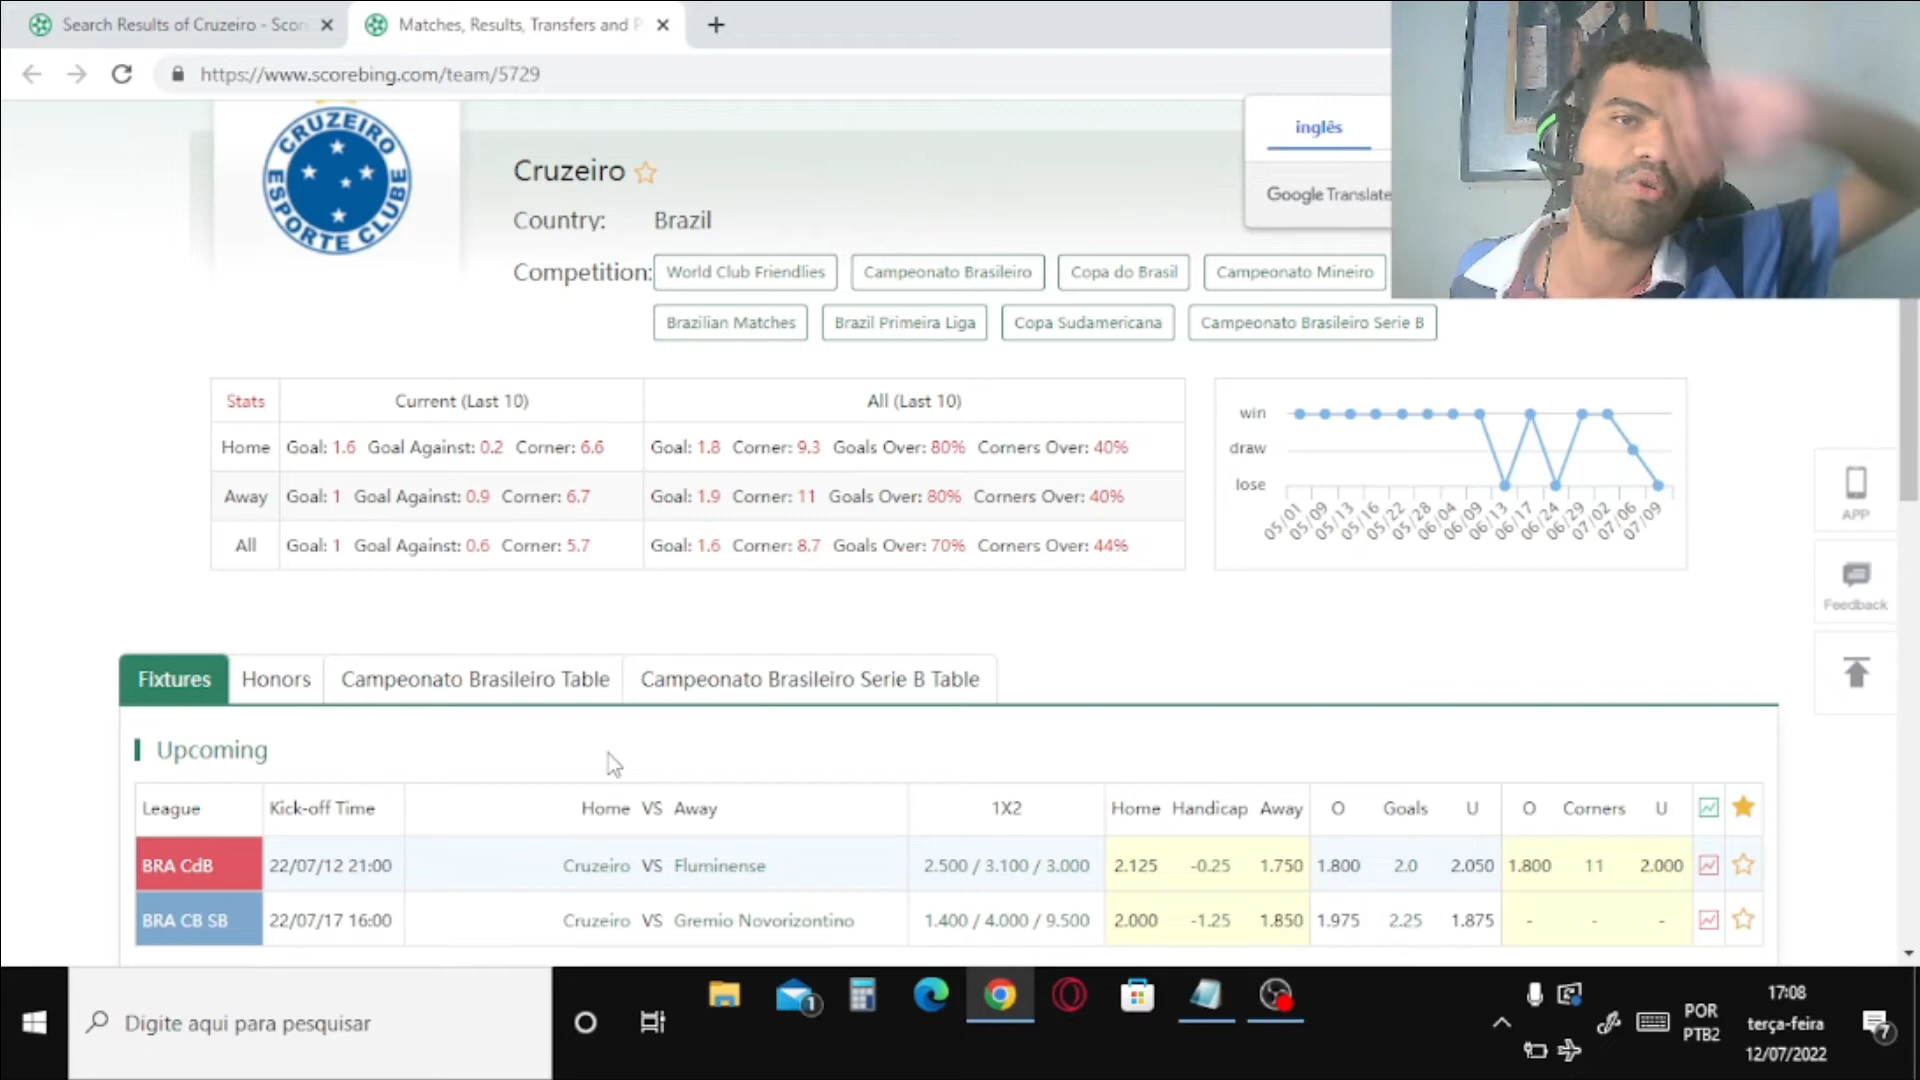 Search Results of Cruzeiro - Scor
Matches, Results, Transfers and P
https://www.scorebing.com/team/5729
CRUZEIRO
ESPORTE CLUBE
Cruzeiro
Country: Brazil
Competition: World Club Friendlies Campeonato Brasileiro Copa do Brasil Campeonato Mineiro
Brazilian Matches Brazil Primeira Liga Copa Sudamericana Campeonato Brasileiro Serie B
inglês
Google Translate
Stats Current (Last 10) All (Last 10)
Home Goal: 1.6 Goal Against: 0.2 Corner: 6.6 Goal: 1.8 Corner: 9.3 Goals Over: 80% Corners Over: 40%
Away Goal: 1 Goal Against: 0.9 Corner: 6.7 Goal: 1.9 Corner: 11 Goals Over: 80% Corners Over: 40%
All Goal: 1 Goal Against: 0.6 Corner: 5.7 Goal: 1.6 Corner: 8.7 Goals Over: 70% Corners Over: 44%
win
draw
lose
05/01 05/09 05/13 05/16 05/22 05/28 06/04 06/09 06/13 06/17 06/24 06/29 07/02 07/06 07/09
APP
Feedback
Fixtures Honors Campeonato Brasileiro Table Campeonato Brasileiro Serie B Table
Upcoming
League Kick-off Time Home VS Away 1X2 Home Handicap Away O Goals U O Corners U
BRA CdB 22/07/12 21:00 Cruzeiro VS Fluminense 2.500 / 3.100 / 3.000 2.125 -0.25 1.750 1.800 2.0 2.050 1.800 11 2.000
BRA CB SB 22/07/17 16:00 Cruzeiro VS Gremio Novorizontino 1.400 / 4.000 / 9.500 2.000 -1.25 1.850 1.975 2.25 1.875 - - -
Digite aqui para pesquisar
1
POR
PTB2
17:08
terça-feira
12/07/2022
7